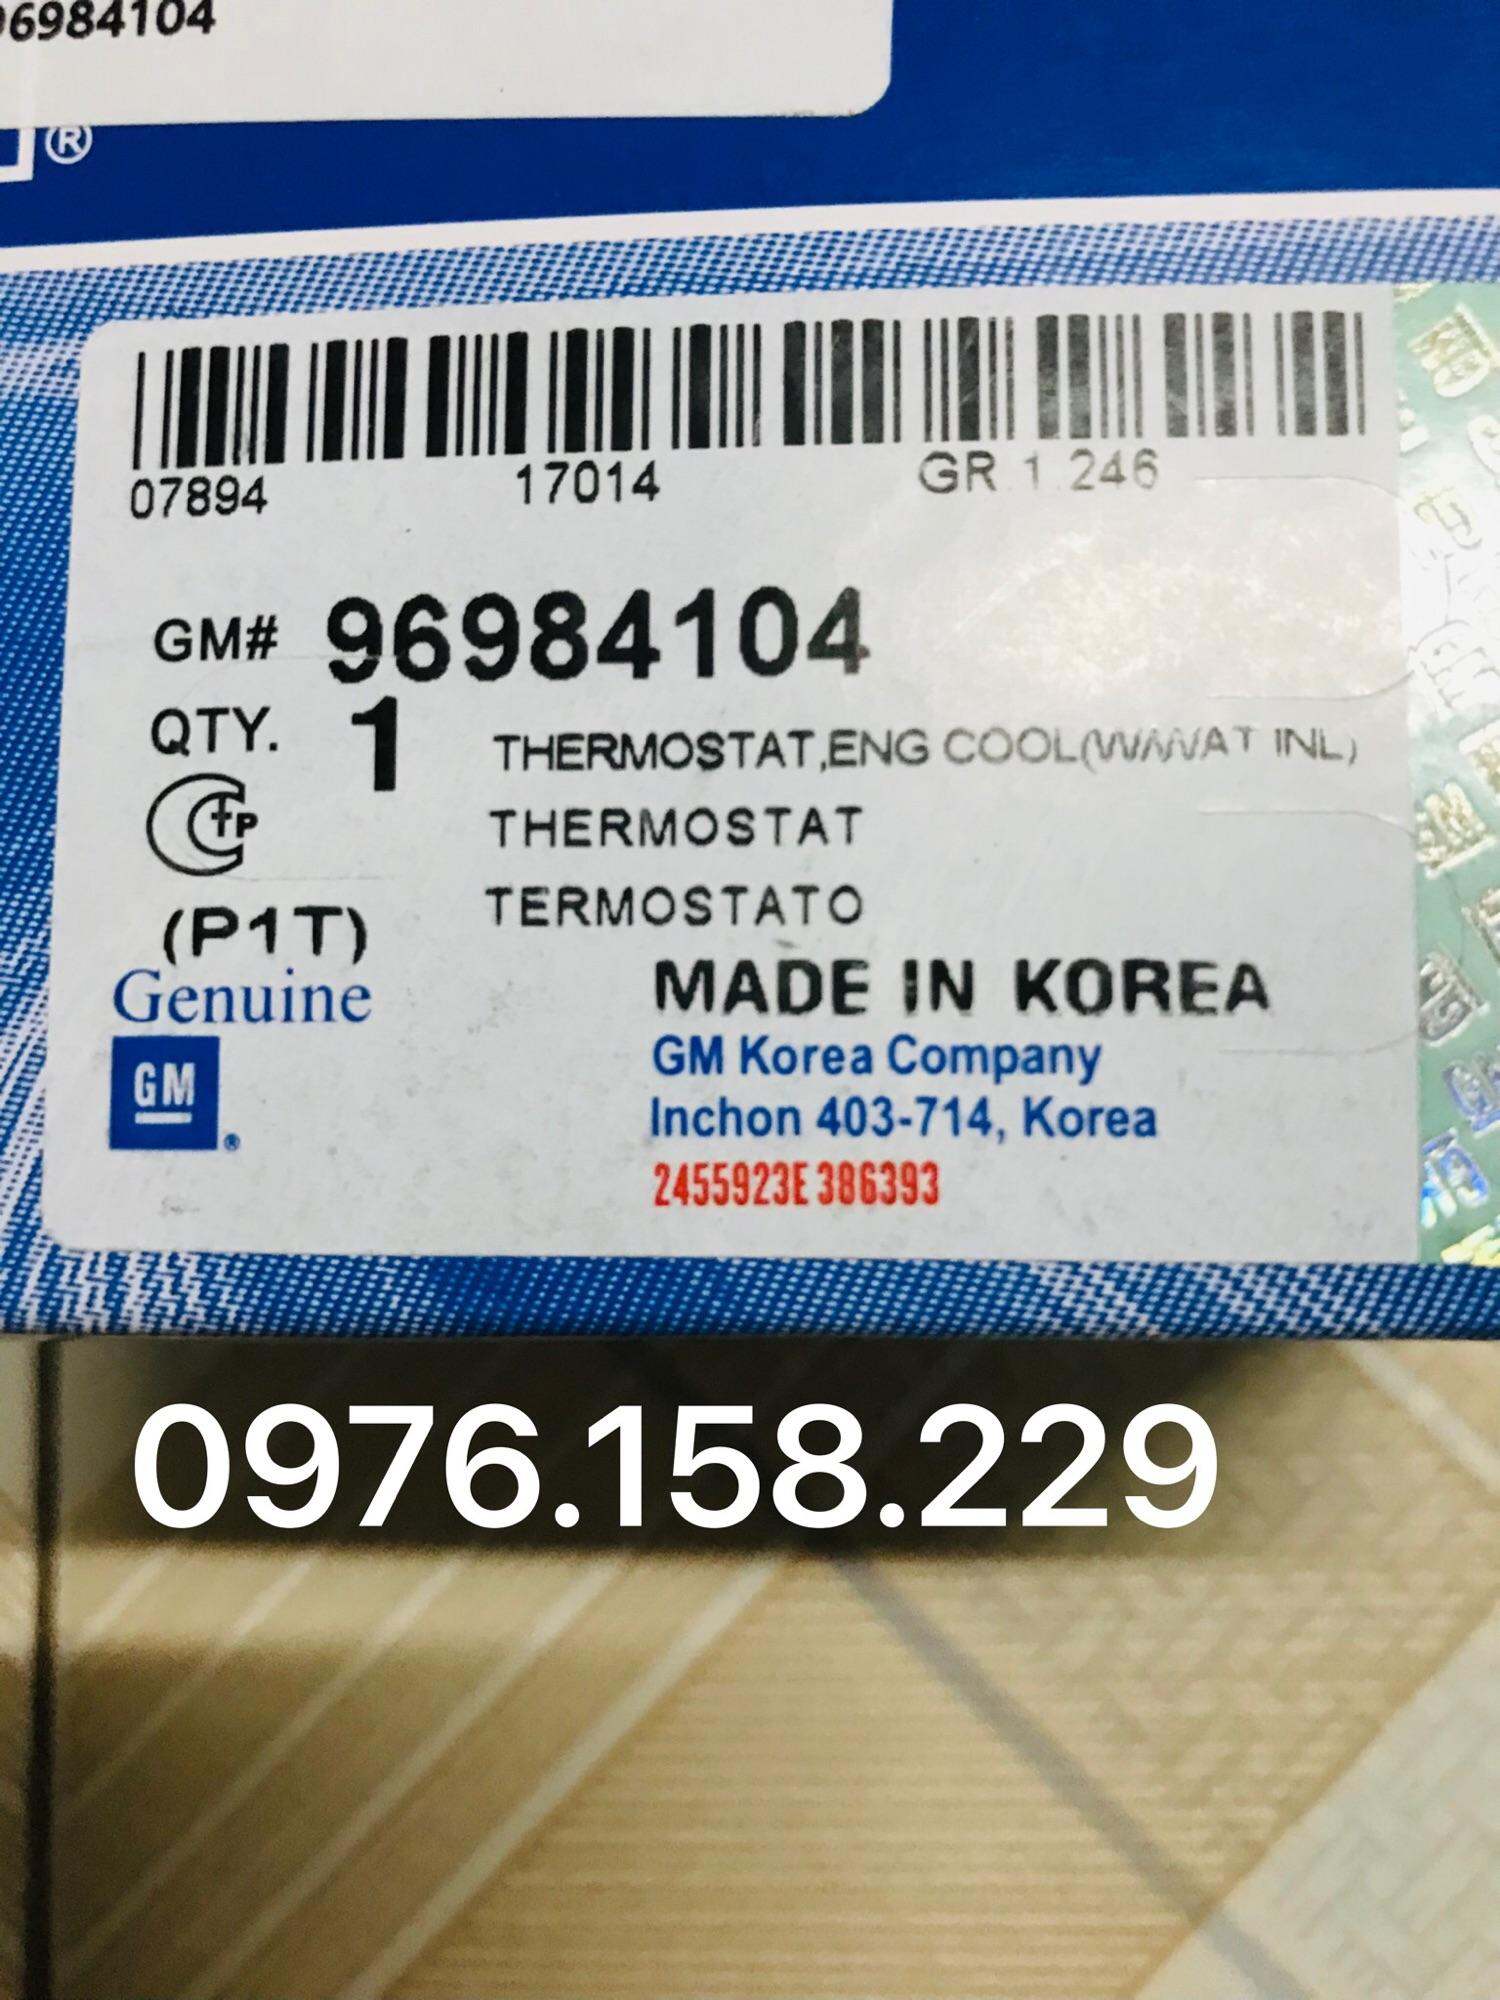 96984104
®
07894 17014 GR 1.246
GM# 96984104
QTY. 1 THERMOSTAT,ENG COOL(W/WAT INL)
THERMOSTAT
(P1T) TERMOSTATO
Genuine MADE IN KOREA
GM Korea Company
GM® Inchon 403-714, Korea
2455923E 386393
0976.158.229